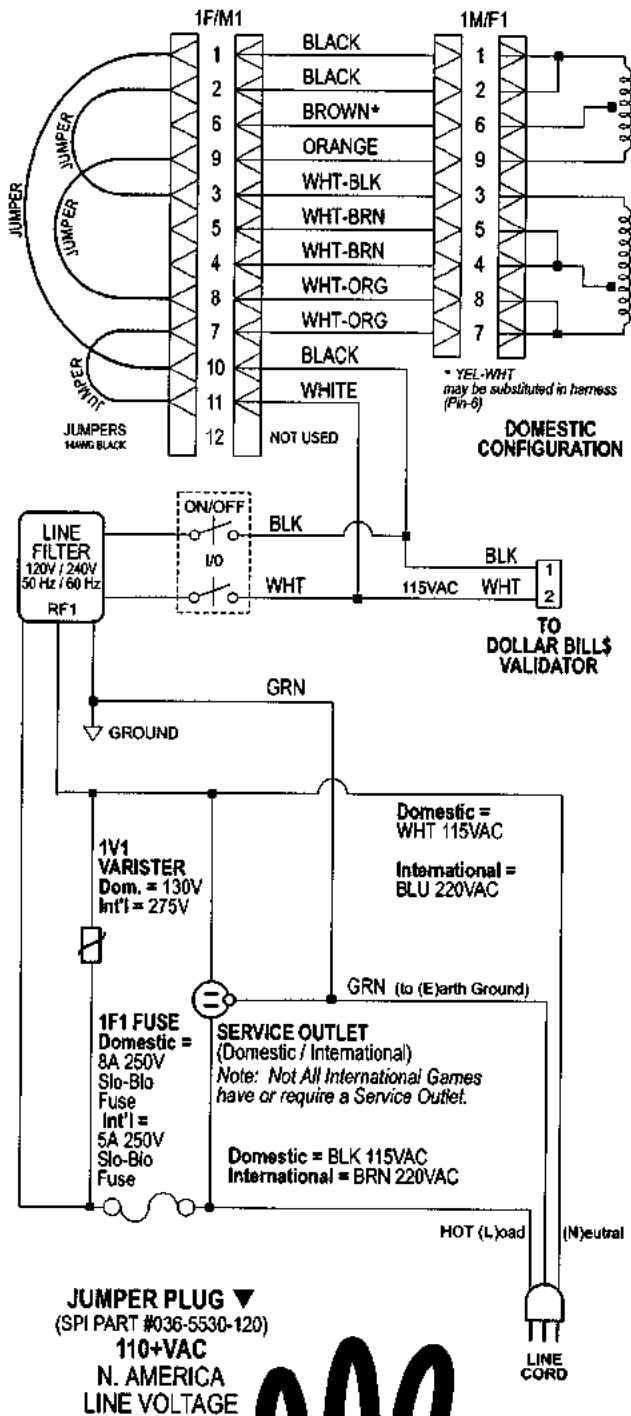 1F/M1
1M/F1
1 BLACK 1
2 BLACK 2
6 BROWN* 6
9 ORANGE 9
3 WHT-BLK 3
5 WHT-BRN 5
4 WHT-BRN 4
8 WHT-ORG 8
7 WHT-ORG 7
10 BLACK
11 WHITE
12 NOT USED
JUMPER
JUMPER
JUMPER
JUMPER
JUMPERS
14AWG BLACK
* YEL-WHT
may be substituted in harness
(Pin-6)
DOMESTIC
CONFIGURATION
LINE
FILTER
120V / 240V
50 Hz / 60 Hz
RF1
ON/OFF
I/0
BLK
WHT
115VAC
BLK 1
WHT 2
TO
DOLLAR BILL$
VALIDATOR
GRN
GROUND
1V1
VARISTER
Dom. = 130V
Int'l = 275V
Domestic =
WHT 115VAC
International =
BLU 220VAC
GRN (to (E)arth Ground)
1F1 FUSE
Domestic =
8A 250V
Slo-Blo
Fuse
Int'l =
5A 250V
Slo-Blo
Fuse
SERVICE OUTLET
(Domestic / International)
Note: Not All International Games
have or require a Service Outlet.
Domestic = BLK 115VAC
International = BRN 220VAC
HOT (L)oad
(N)eutral
LINE
CORD
JUMPER PLUG ▼
(SPI PART #036-5530-120)
110+VAC
N. AMERICA
LINE VOLTAGE